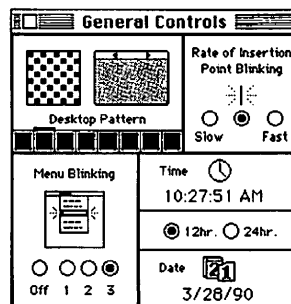 General Controls
Rate of Insertion
Point Blinking
Slow Fast
Desktop Pattern
Menu Blinking
Off 1 2 3
Time
10:27:51 AM
12hr. 24hr.
Date 21
3/28/90